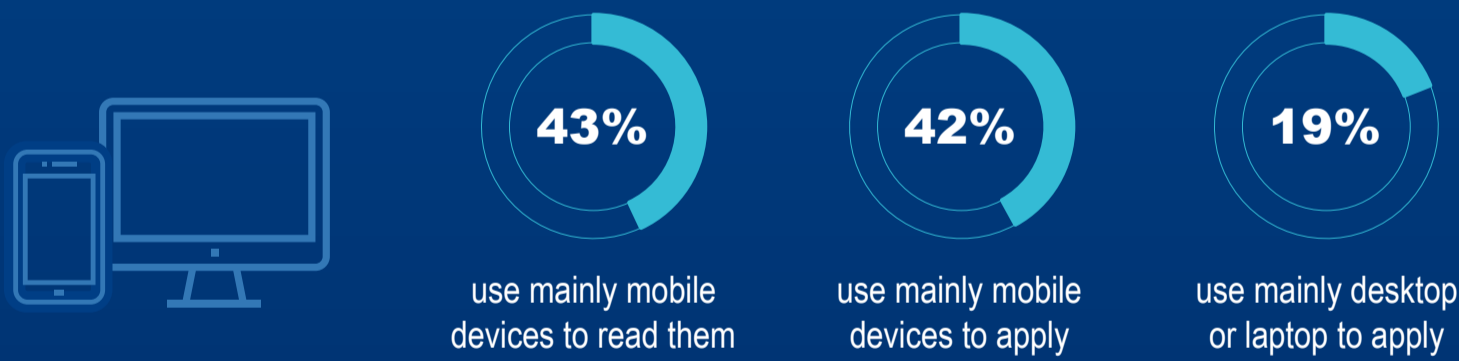 43%
use mainly mobile
devices to read them
42%
use mainly mobile
devices to apply
19%
use mainly desktop
or laptop to apply